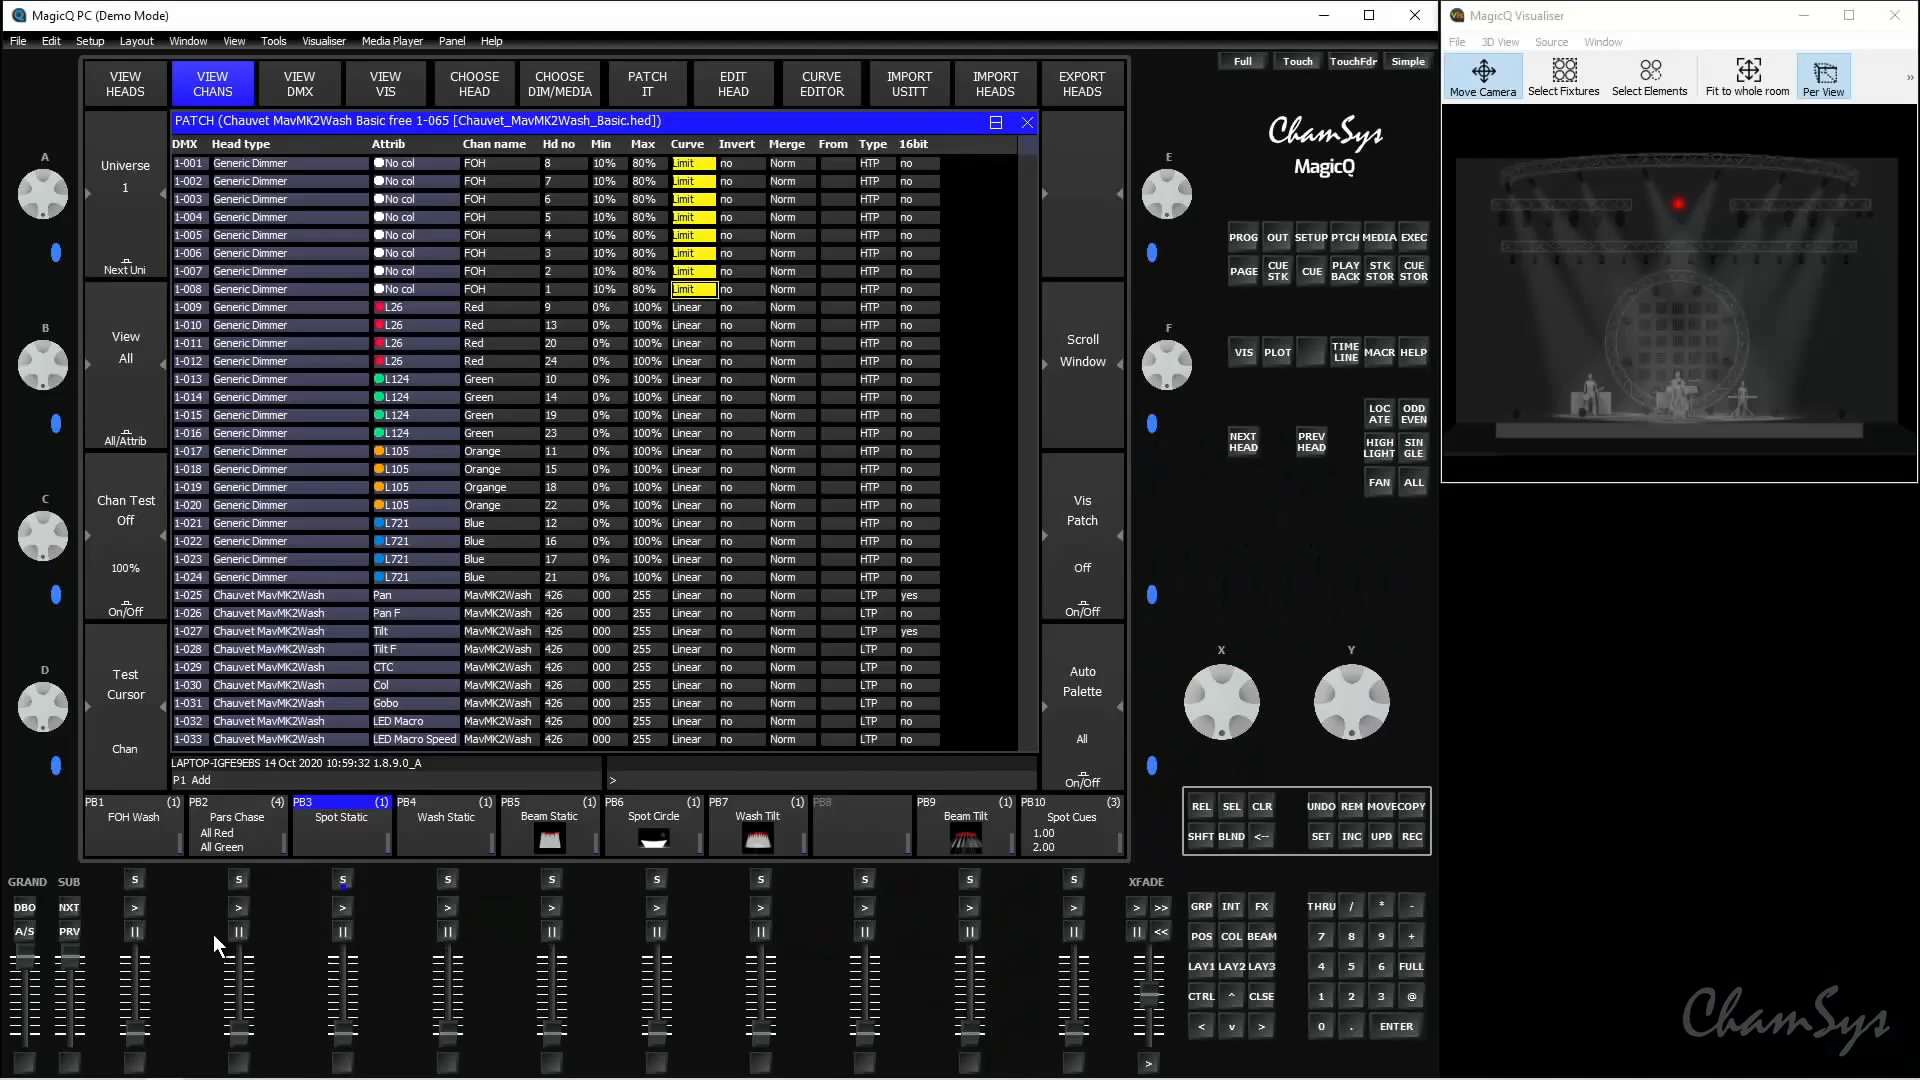 MagicQ PC (Demo Mode)
File Edit Setup Layout Window View Tools Visualiser Media Player Panel Help
VIEW HEADS
VIEW CHANS
VIEW DMX
VIEW VIS
CHOOSE HEAD
CHOOSE DIM/MEDIA
PATCH IT
EDIT HEAD
CURVE EDITOR
IMPORT USITT
IMPORT HEADS
EXPORT HEADS
Full Touch TouchFdr Simple
PATCH (Chauvet MavMK2Wash Basic free 1-065 [Chauvet_MavMK2Wash_Basic.hed])
DMX Head type Attrib Chan name Hd no Min Max Curve Invert Merge From Type 16bit
1-001 Generic Dimmer No col FOH 8 10% 80% Limit no Norm HTP no
1-002 Generic Dimmer No col FOH 7 10% 80% Limit no Norm HTP no
1-003 Generic Dimmer No col FOH 6 10% 80% Limit no Norm HTP no
1-004 Generic Dimmer No col FOH 5 10% 80% Limit no Norm HTP no
1-005 Generic Dimmer No col FOH 4 10% 80% Limit no Norm HTP no
1-006 Generic Dimmer No col FOH 3 10% 80% Limit no Norm HTP no
1-007 Generic Dimmer No col FOH 2 10% 80% Limit no Norm HTP no
1-008 Generic Dimmer No col FOH 1 10% 80% Limit no Norm HTP no
1-009 Generic Dimmer L26 Red 9 0% 100% Linear no Norm HTP no
1-010 Generic Dimmer L26 Red 13 0% 100% Linear no Norm HTP no
1-011 Generic Dimmer L26 Red 20 0% 100% Linear no Norm HTP no
1-012 Generic Dimmer L26 Red 24 0% 100% Linear no Norm HTP no
1-013 Generic Dimmer L124 Green 10 0% 100% Linear no Norm HTP no
1-014 Generic Dimmer L124 Green 14 0% 100% Linear no Norm HTP no
1-015 Generic Dimmer L124 Green 19 0% 100% Linear no Norm HTP no
1-016 Generic Dimmer L124 Green 23 0% 100% Linear no Norm HTP no
1-017 Generic Dimmer L105 Orange 11 0% 100% Linear no Norm HTP no
1-018 Generic Dimmer L105 Orange 15 0% 100% Linear no Norm HTP no
1-019 Generic Dimmer L105 Organge 18 0% 100% Linear no Norm HTP no
1-020 Generic Dimmer L105 Orange 22 0% 100% Linear no Norm HTP no
1-021 Generic Dimmer L721 Blue 12 0% 100% Linear no Norm HTP no
1-022 Generic Dimmer L721 Blue 16 0% 100% Linear no Norm HTP no
1-023 Generic Dimmer L721 Blue 17 0% 100% Linear no Norm HTP no
1-024 Generic Dimmer L721 Blue 21 0% 100% Linear no Norm HTP no
1-025 Chauvet MavMK2Wash Pan MavMK2Wash 426 000 255 Linear no Norm LTP yes
1-026 Chauvet MavMK2Wash Pan F MavMK2Wash 426 000 255 Linear no Norm LTP no
1-027 Chauvet MavMK2Wash Tilt MavMK2Wash 426 000 255 Linear no Norm LTP yes
1-028 Chauvet MavMK2Wash Tilt F MavMK2Wash 426 000 255 Linear no Norm LTP no
1-029 Chauvet MavMK2Wash CTC MavMK2Wash 426 000 255 Linear no Norm LTP no
1-030 Chauvet MavMK2Wash Col MavMK2Wash 426 000 255 Linear no Norm LTP no
1-031 Chauvet MavMK2Wash Gobo MavMK2Wash 426 000 255 Linear no Norm LTP no
1-032 Chauvet MavMK2Wash LED Macro MavMK2Wash 426 000 255 Linear no Norm LTP no
1-033 Chauvet MavMK2Wash LED Macro Speed MavMK2Wash 426 000 255 Linear no Norm LTP no
LAPTOP-IGFE9EBS 14 Oct 2020 10:59:32 1.8.9.0_A
P1 Add >
A
Universe
1
Next Uni
B
View
All
All/Attrib
C
Chan Test
Off
100%
On/Off
D
Test
Cursor
Chan
Scroll
Window
Vis
Patch
Off
On/Off
Auto
Palette
All
On/Off
PB1 (1) PB2 (4) PB3 (1) PB4 (1) PB5 (1) PB6 (1) PB7 (1) PB8 PB9 (1) PB10 (3)
FOH Wash Pars Chase Spot Static Wash Static Beam Static Spot Circle Wash Tilt Beam Tilt Spot Cues
All Red 1.00
All Green 2.00
GRAND SUB S S S S S S S S S S XFADE
DBO NXT > > > > > > > > > > > >>
A/S PRV II II II II II II II II II II II <<
>
E
F
X Y
ChamSys
MagicQ
PROG OUT SETUP PTCH MEDIA EXEC
PAGE CUE STK CUE PLAY BACK STK STOR CUE STOR
VIS PLOT TIME LINE MACR HELP
LOC ATE ODD EVEN
NEXT HEAD PREV HEAD HIGH LIGHT SIN GLE
FAN ALL
REL SEL CLR UNDO REM MOVE COPY
SHFT BLND <-- SET INC UPD REC
GRP INT FX THRU / * -
POS COL BEAM 7 8 9 +
LAY1 LAY2 LAY3 4 5 6 FULL
CTRL ^ CLSE 1 2 3 @
< v > 0 . ENTER
MagicQ Visualiser
File 3D View Source Window
Move Camera Select Fixtures Select Elements Fit to whole room Per View »
ChamSys